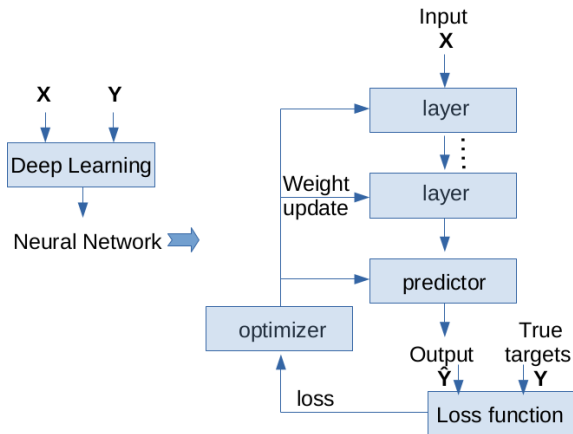 X
Y
Deep Learning
Neural Network
Input
X
layer
layer
Weight
update
predictor
optimizer
Output
Ŷ
True
targets
Y
loss
Loss function